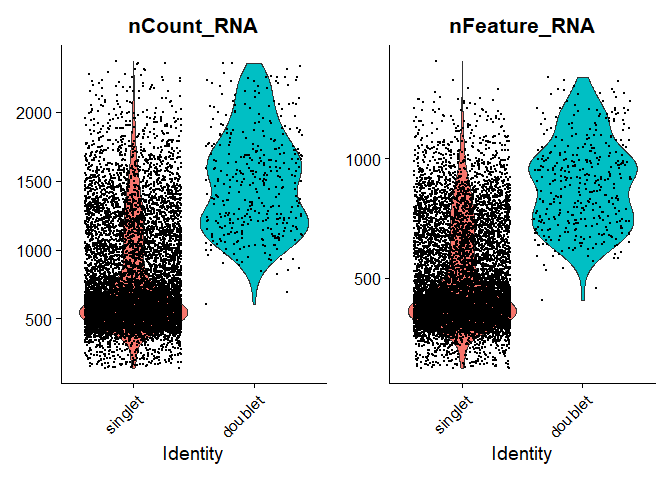 nCount_RNA
2000
1500
1000
500
singlet
doublet
Identity
nFeature_RNA
1000
500
singlet
doublet
Identity